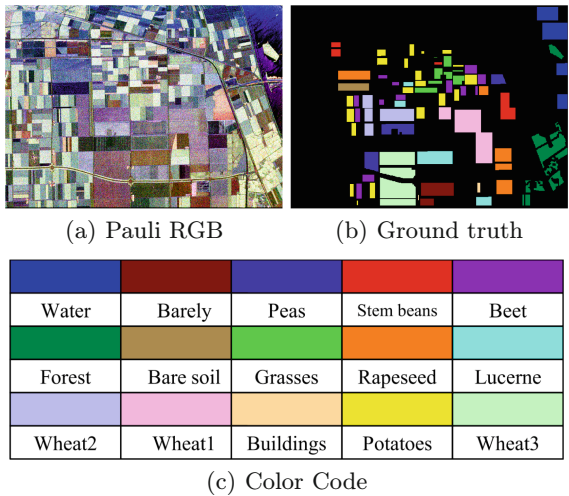 (a) Pauli RGB
(b) Ground truth
Water Barely Peas Stem beans Beet
Forest Bare soil Grasses Rapeseed Lucerne
Wheat2 Wheat1 Buildings Potatoes Wheat3
(c) Color Code